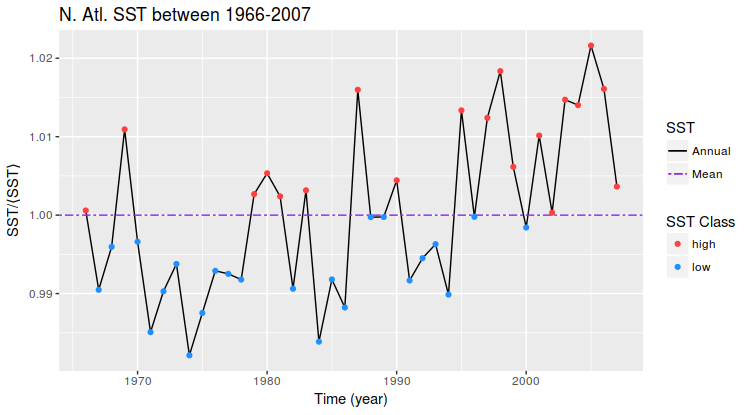 N. Atl. SST between 1966-2007
SST/⟨SST⟩
1.02
1.01
1.00
0.99
1970 1980 1990 2000
Time (year)
SST
Annual
Mean
SST Class
high
low